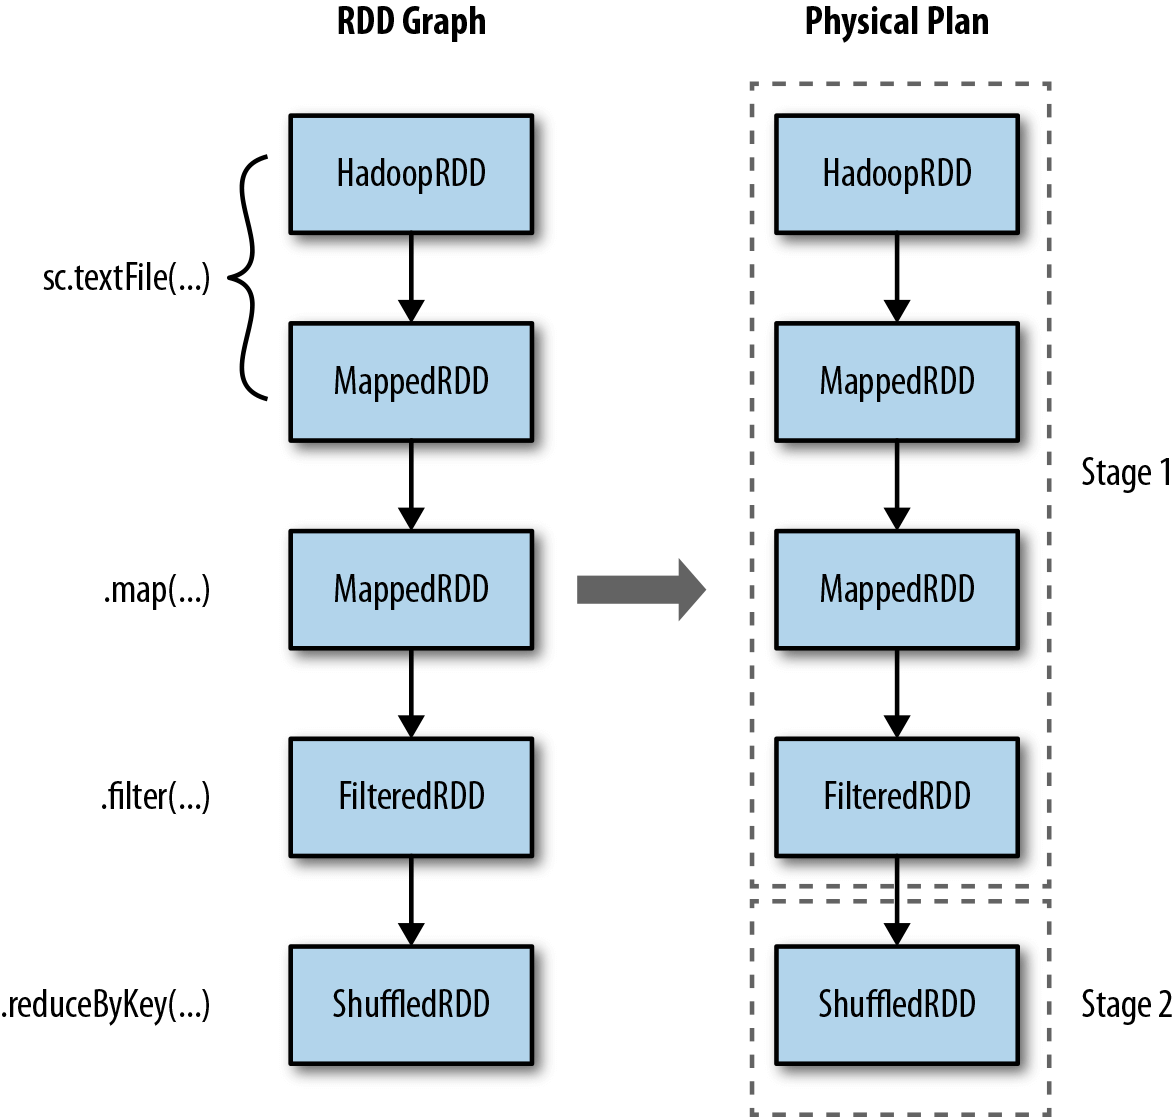 RDD Graph
Physical Plan
HadoopRDD
HadoopRDD
sc.textFile(...)
MappedRDD
MappedRDD
Stage 1
.map(...)
MappedRDD
MappedRDD
.filter(...)
FilteredRDD
FilteredRDD
.reduceByKey(...)
ShuffledRDD
ShuffledRDD
Stage 2